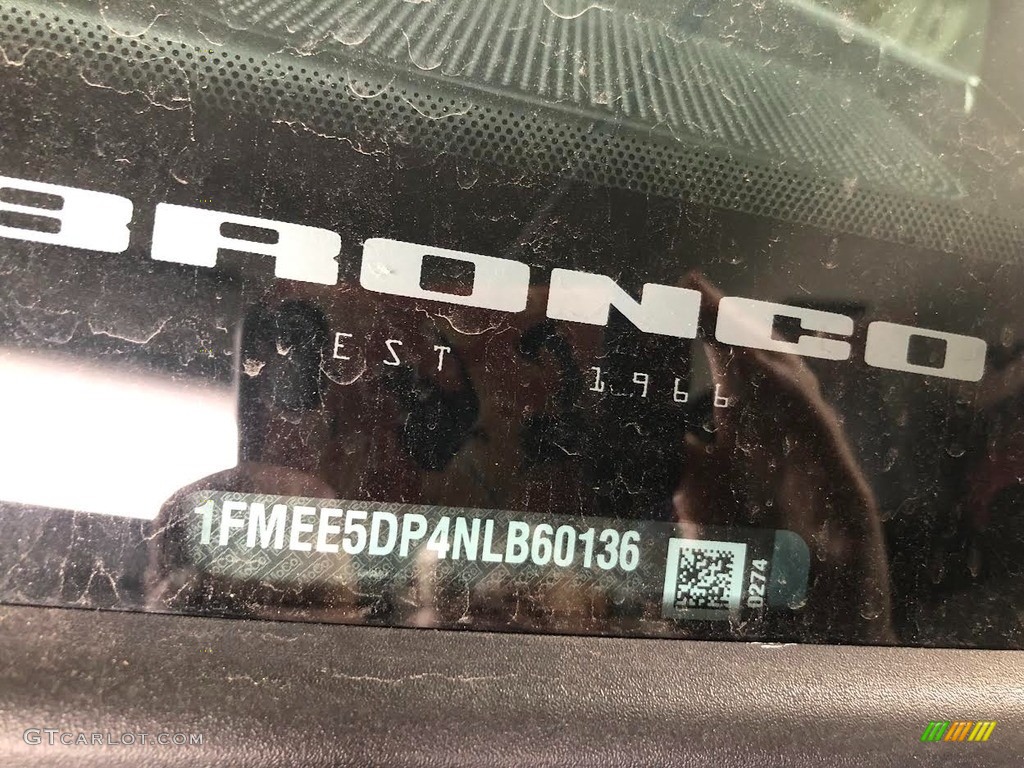 BRONCO
EST 1966
1FMEE5DP4NLB60136
0274
GTcarlot.com